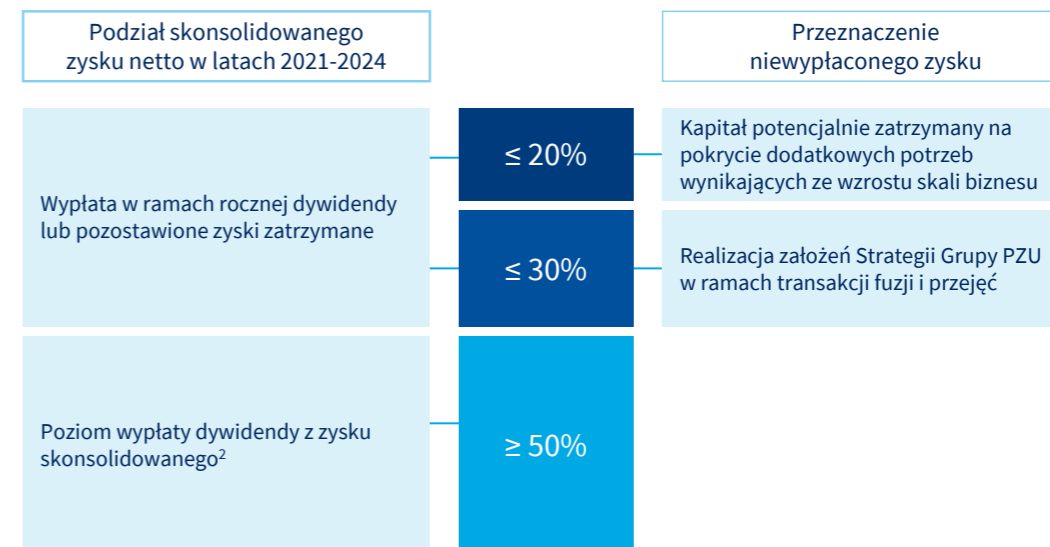 Podział skonsolidowanego
zysku netto w latach 2021-2024
Przeznaczenie
niewypłaconego zysku
Wypłata w ramach rocznej dywidendy
lub pozostawione zyski zatrzymane
≤ 20%
Kapitał potencjalnie zatrzymany na
pokrycie dodatkowych potrzeb
wynikających ze wzrostu skali biznesu
≤ 30%
Realizacja założeń Strategii Grupy PZU
w ramach transakcji fuzji i przejęć
Poziom wypłaty dywidendy z zysku
skonsolidowanego²
≥ 50%